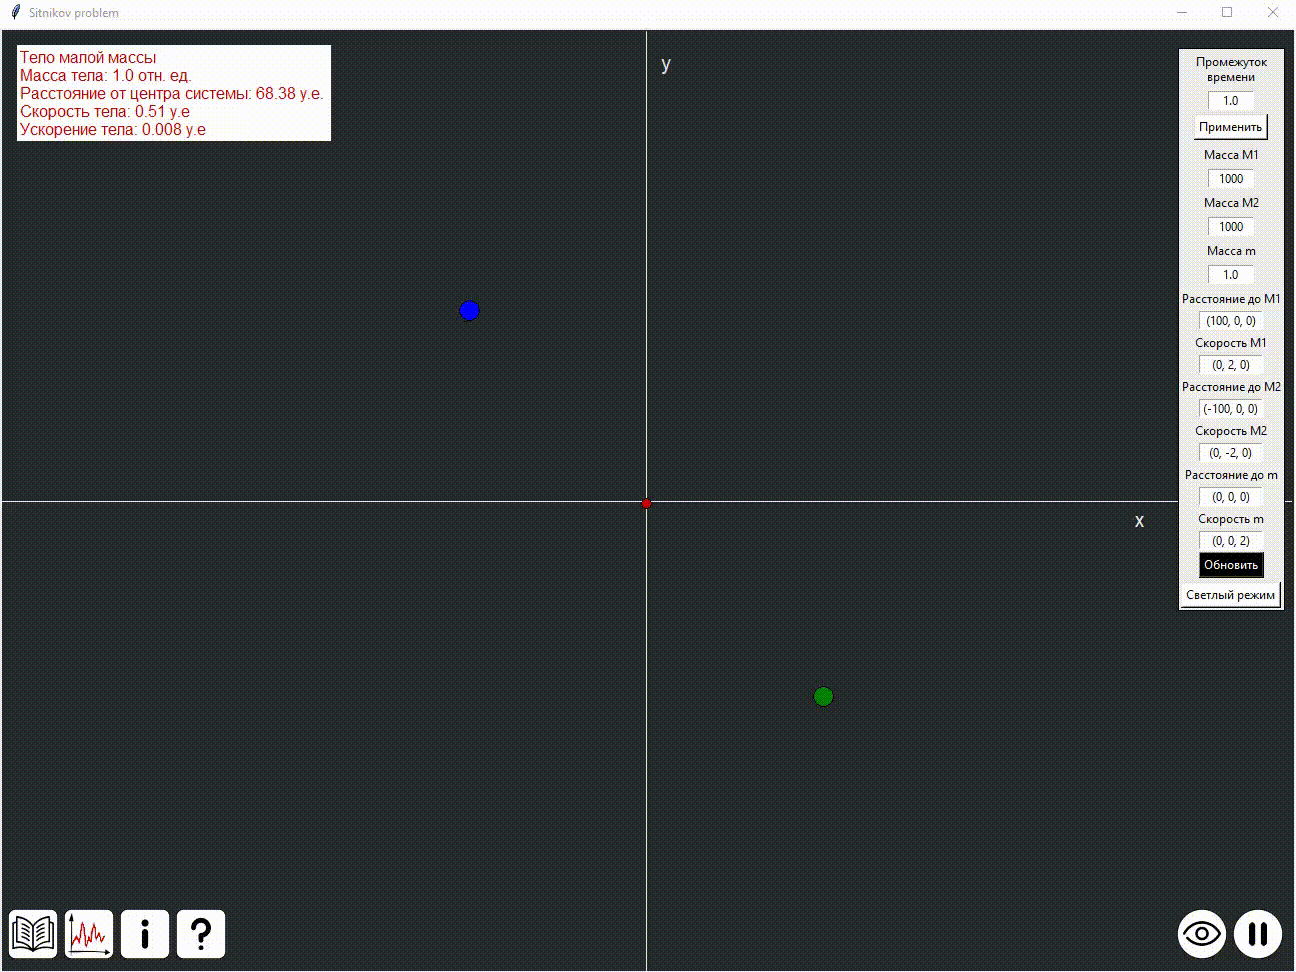 Sitnikov problem
Тело малой массы
Масса тела: 1.0 отн. ед.
Расстояние от центра системы: 68.38 у.е.
Скорость тела: 0.51 у.е
Ускорение тела: 0.008 у.е
y
x
Промежуток
времени
1.0
Применить
Масса M1
1000
Масса M2
1000
Масса m
1.0
Расстояние до M1
(100, 0, 0)
Скорость M1
(0, 2, 0)
Расстояние до M2
(-100, 0, 0)
Скорость M2
(0, -2, 0)
Расстояние до m
(0, 0, 0)
Скорость m
(0, 0, 2)
Обновить
Светлый режим
i
?